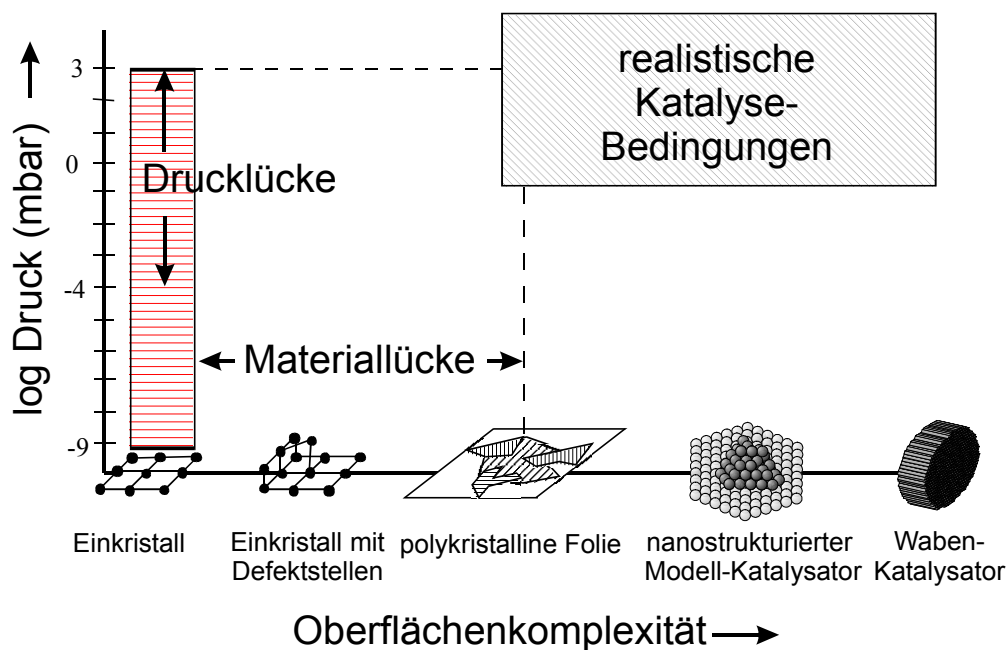 log Druck (mbar)
3
0
-4
-9
realistische
Katalyse-
Bedingungen
Drucklücke
Materiallücke
Einkristall
Einkristall mit
Defektstellen
polykristalline Folie
nanostrukturierter
Modell-Katalysator
Waben-
Katalysator
Oberflächenkomplexität